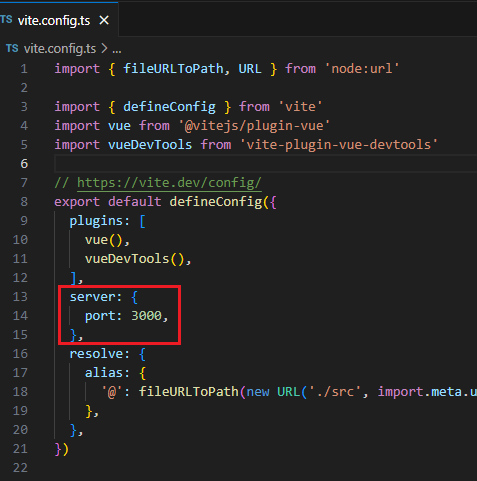 TS vite.config.ts ×
TS vite.config.ts > ...
1 import { fileURLToPath, URL } from 'node:url'
2
3 import { defineConfig } from 'vite'
4 import vue from '@vitejs/plugin-vue'
5 import vueDevTools from 'vite-plugin-vue-devtools'
6
7 // https://vite.dev/config/
8 export default defineConfig({
9 plugins: [
10 vue(),
11 vueDevTools(),
12 ],
13 server: {
14 port: 3000,
15 },
16 resolve: {
17 alias: {
18 '@': fileURLToPath(new URL('./src', import.meta.u
19 },
20 },
21 })
22